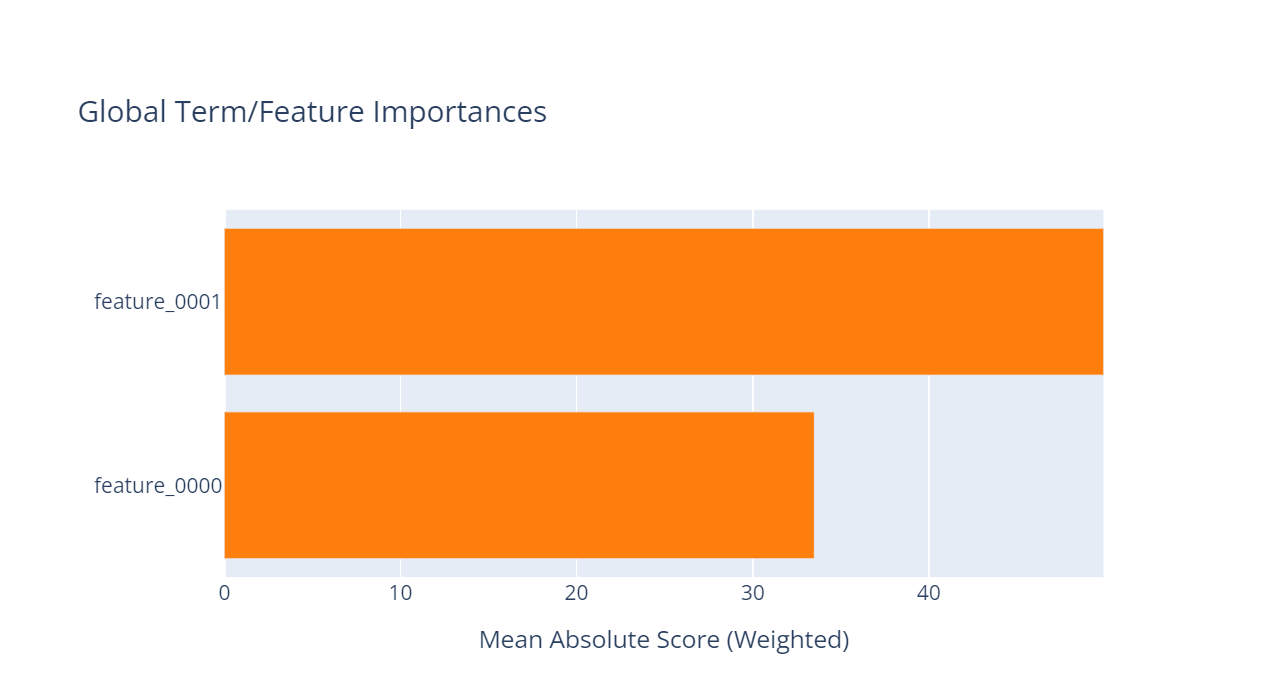 Global Term/Feature Importances
feature_0001
feature_0000
0 10 20 30 40
Mean Absolute Score (Weighted)